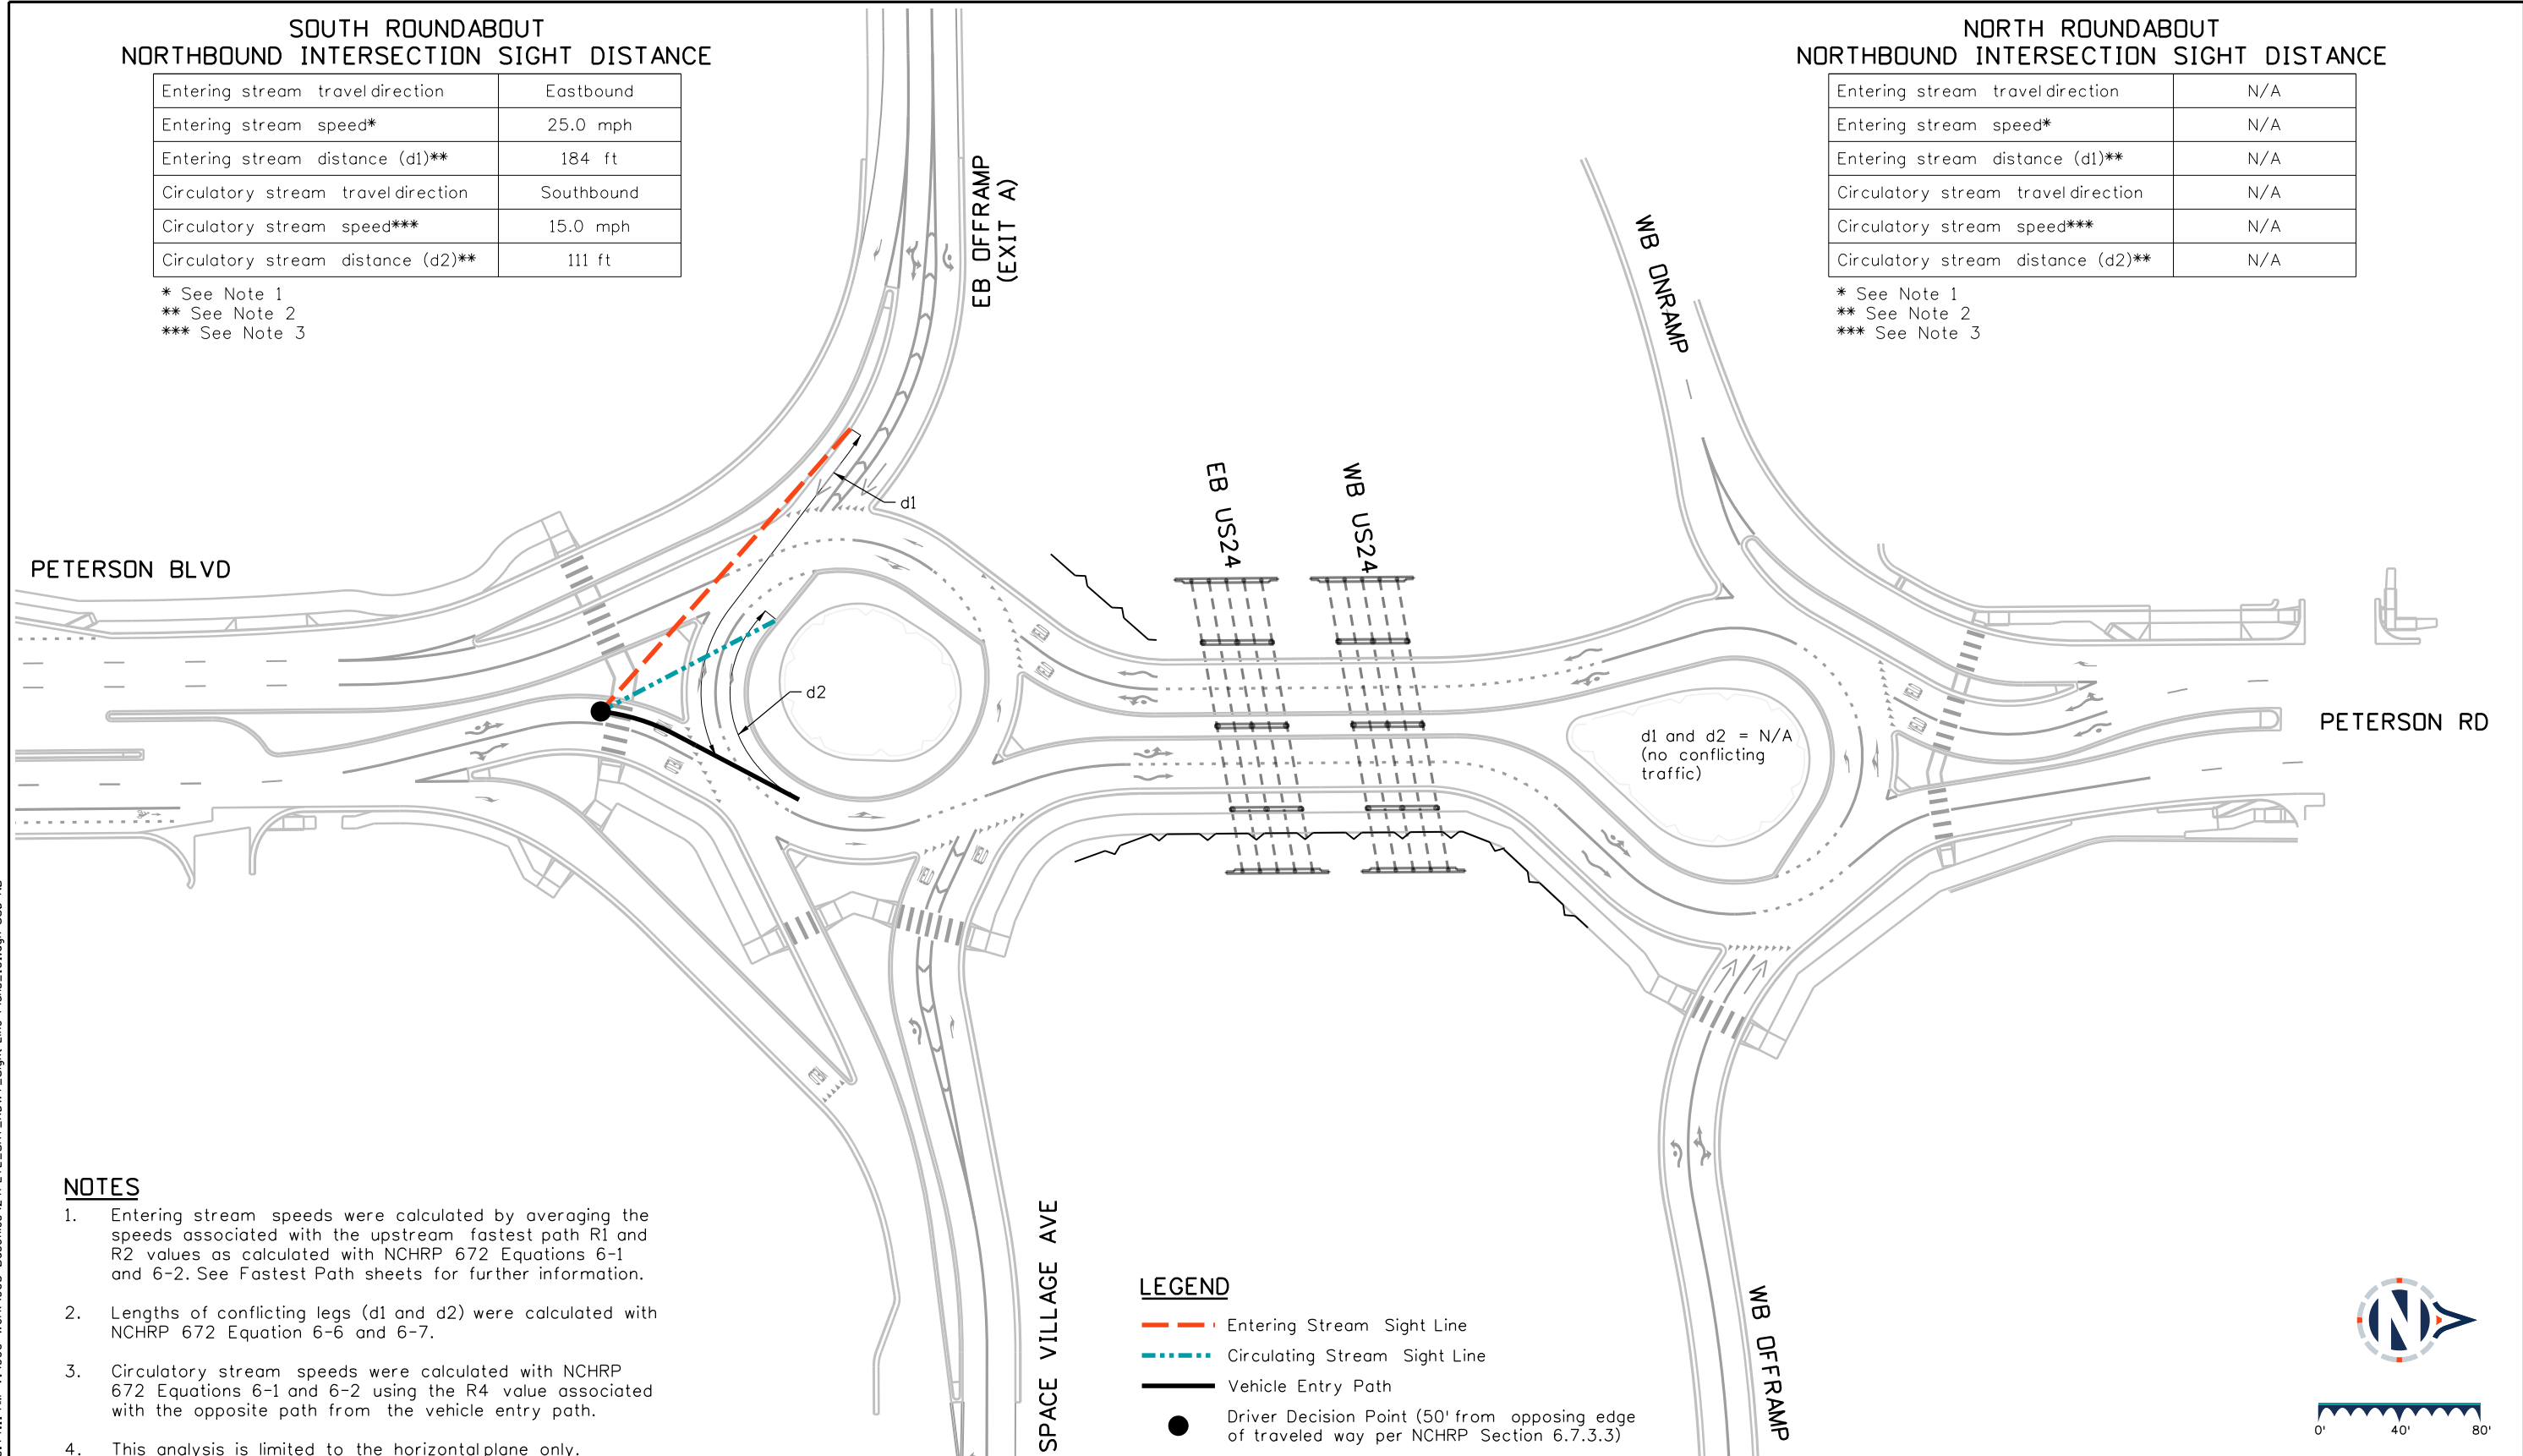 SOUTH ROUNDABOUT
NORTHBOUND INTERSECTION SIGHT DISTANCE
Entering stream travel direction Eastbound
Entering stream speed* 25.0 mph
Entering stream distance (d1)** 184 ft
Circulatory stream travel direction Southbound
Circulatory stream speed*** 15.0 mph
Circulatory stream distance (d2)** 111 ft
* See Note 1
** See Note 2
*** See Note 3
NORTH ROUNDABOUT
NORTHBOUND INTERSECTION SIGHT DISTANCE
Entering stream travel direction N/A
Entering stream speed* N/A
Entering stream distance (d1)** N/A
Circulatory stream travel direction N/A
Circulatory stream speed*** N/A
Circulatory stream distance (d2)** N/A
* See Note 1
** See Note 2
*** See Note 3
EB OFFRAMP
(EXIT A)
WB ONRAMP
EB US24
WB US24
d1
PETERSON BLVD
d2
d1 and d2 = N/A
(no conflicting
traffic)
PETERSON RD
SPACE VILLAGE AVE
WB OFFRAMP
NOTES
1. Entering stream speeds were calculated by averaging the
speeds associated with the upstream fastest path R1 and
R2 values as calculated with NCHRP 672 Equations 6-1
and 6-2. See Fastest Path sheets for further information.
2. Lengths of conflicting legs (d1 and d2) were calculated with
NCHRP 672 Equation 6-6 and 6-7.
3. Circulatory stream speeds were calculated with NCHRP
672 Equations 6-1 and 6-2 using the R4 value associated
with the opposite path from the vehicle entry path.
4. This analysis is limited to the horizontal plane only.
LEGEND
Entering Stream Sight Line
Circulating Stream Sight Line
Vehicle Entry Path
Driver Decision Point (50' from opposing edge
of traveled way per NCHRP Section 6.7.3.3)
N
0' 40' 80'